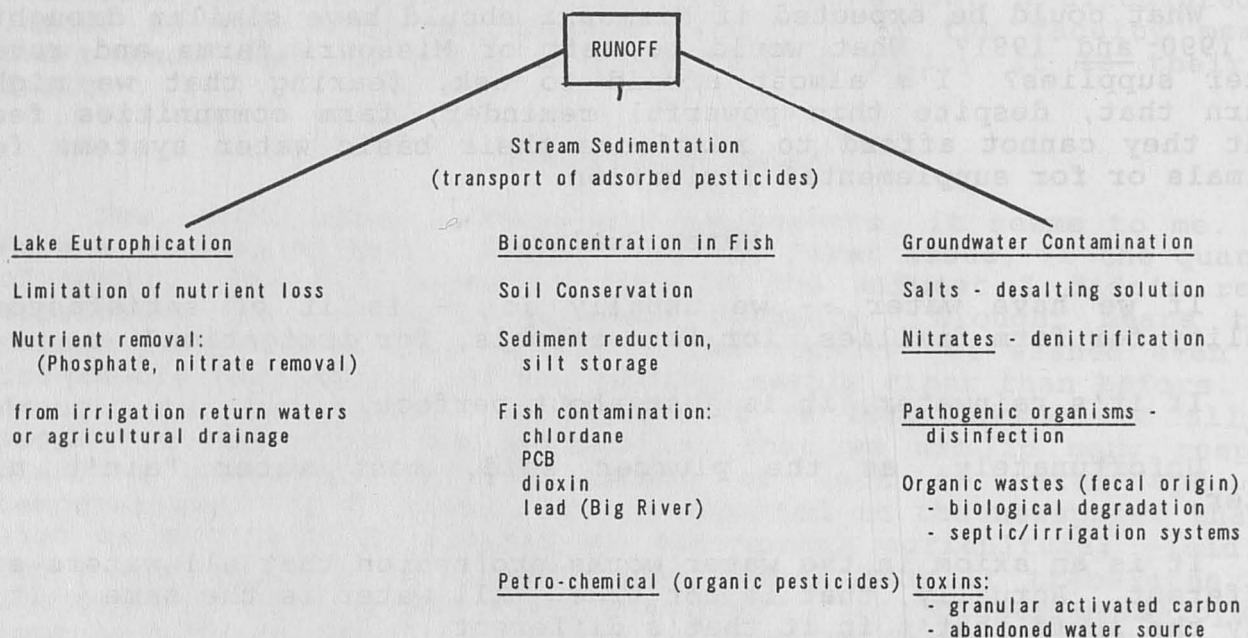 RUNOFF
Stream Sedimentation
(transport of adsorbed pesticides)
Lake Eutrophication
Limitation of nutrient loss
Nutrient removal:
(Phosphate, nitrate removal)
from irrigation return waters
or agricultural drainage
Bioconcentration in Fish
Soil Conservation
Sediment reduction,
silt storage
Fish contamination:
chlordane
PCB
dioxin
lead (Big River)
Groundwater Contamination
Salts - desalting solution
Nitrates - denitrification
Pathogenic organisms -
disinfection
Organic wastes (fecal origin)
- biological degradation
- septic/irrigation systems
Petro-chemical (organic pesticides) toxins:
- granular activated carbon
- abandoned water source